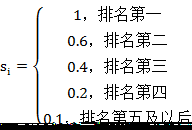 1，排名第一
0.6，排名第二
sᵢ = 0.4，排名第三
0.2，排名第四
0.1，排名第五及以后